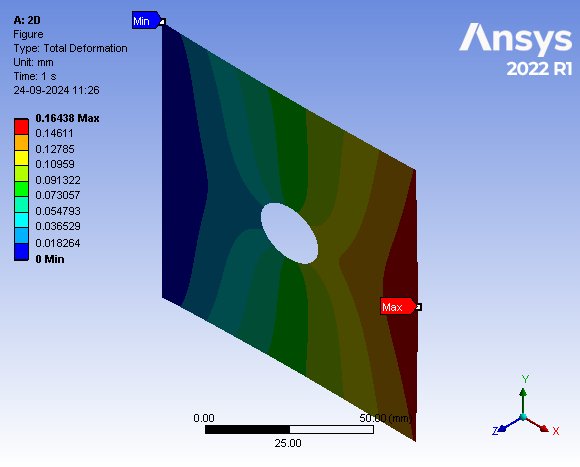 A: 2D
Figure
Type: Total Deformation
Unit: mm
Time: 1 s
24-09-2024 11:26
0.16438 Max
0.14611
0.12785
0.10959
0.091322
0.073057
0.054793
0.036529
0.018264
0 Min
Min
Ansys
2022 R1
Max
0.00
50.00 (mm)
25.00
Y
Z
X